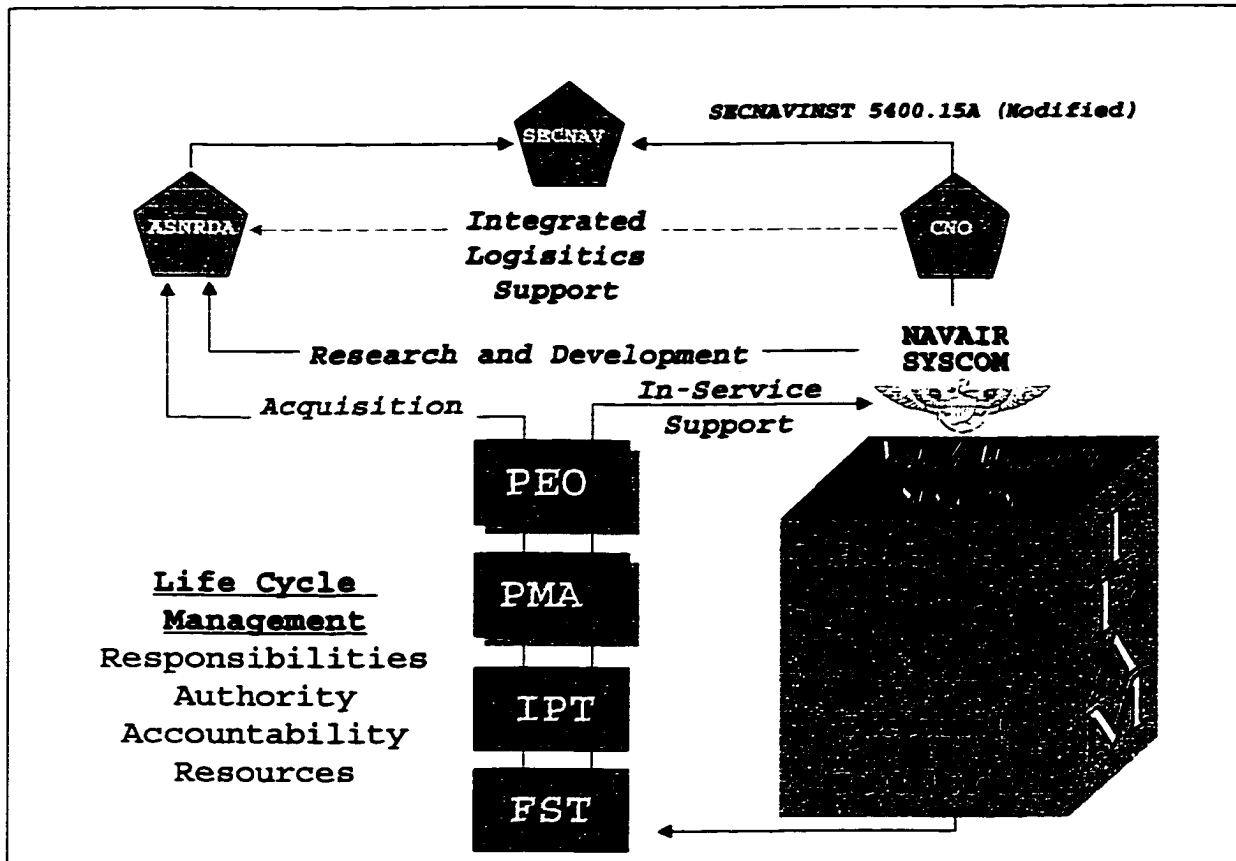 SECNAVINST 5400.15A (Modified)
SECNAV
ASNRDA
Integrated
Logisitics
Support
CNO
NAVAIR
SYSCOM
Research and Development
In-Service
Support
Acquisition
PEO
PMA
IPT
FST
Life Cycle
Management
Responsibilities
Authority
Accountability
Resources